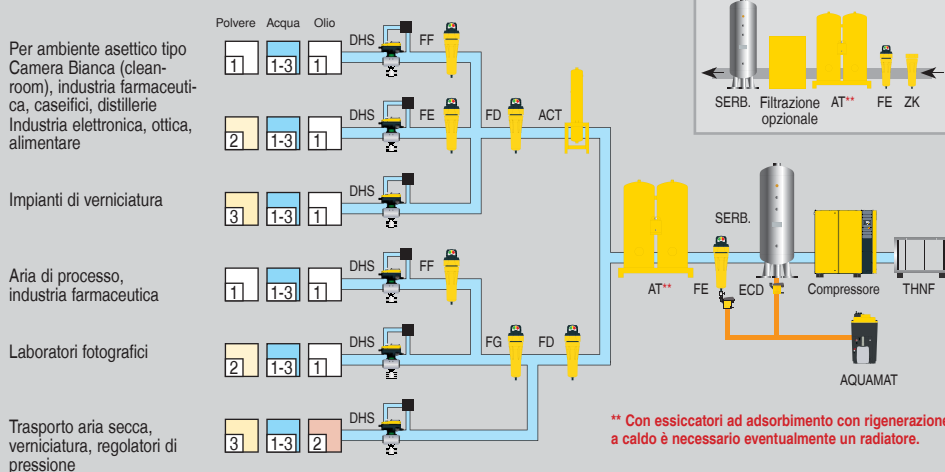 Polvere Acqua Olio
Per ambiente asettico tipo
Camera Bianca (clean-
room), industria farmaceuti-
ca, caseifici, distillerie
Industria elettronica, ottica,
alimentare
1 1-3 1 DHS FF
2 1-3 1 DHS FE FD ACT
Impianti di verniciatura
3 1-3 1 DHS
Aria di processo,
industria farmaceutica
1 1-3 1 DHS FF
Laboratori fotografici
2 1-3 1 DHS FG FD
Trasporto aria secca,
verniciatura, regolatori di
pressione
3 1-3 2 DHS
SERB. Filtrazione AT** FE ZK
opzionale
SERB.
AT** FE ECD Compressore THNF
AQUAMAT
** Con essiccatori ad adsorbimento con rigenerazione
a caldo è necessario eventualmente un radiatore.